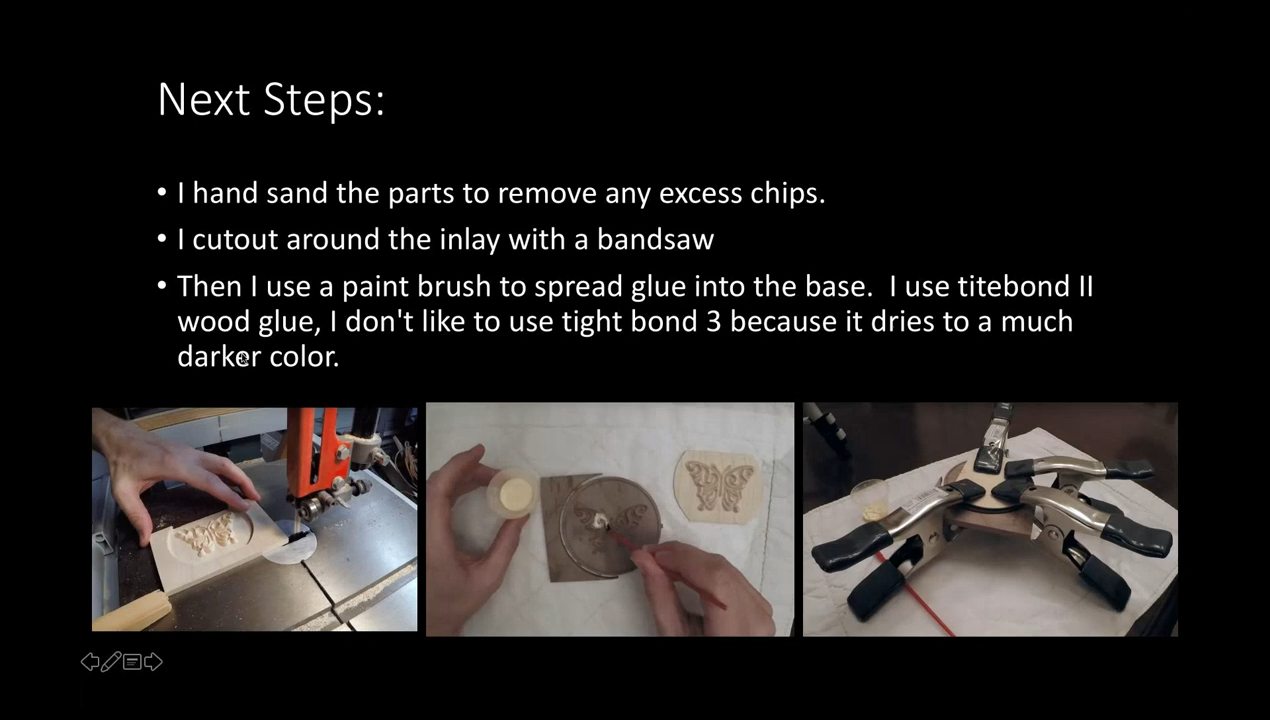 Next Steps:
• I hand sand the parts to remove any excess chips.
• I cutout around the inlay with a bandsaw
• Then I use a paint brush to spread glue into the base.  I use titebond II
wood glue, I don't like to use tight bond 3 because it dries to a much
darker color.